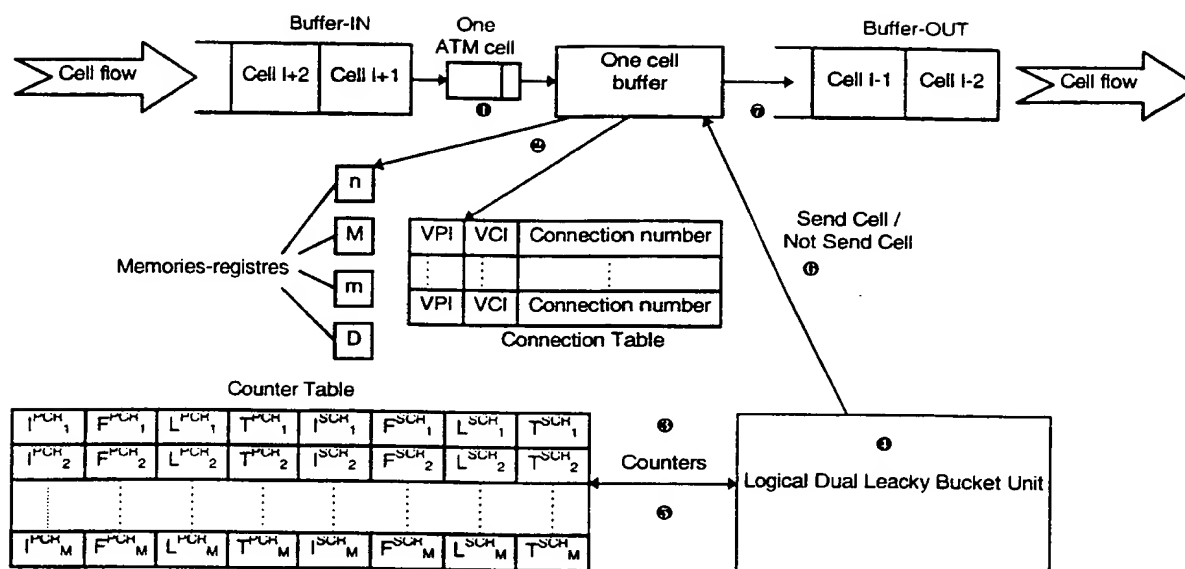 Buffer-IN
One
ATM cell
Buffer-OUT
Cell flow
Cell I+2
Cell I+1
One cell
buffer
Cell I-1
Cell I-2
Cell flow
❶
❼
❷
n
M
m
D
Memories-registres
VPI VCI Connection number
VPI VCI Connection number
Connection Table
Send Cell /
Not Send Cell
❻
Counter Table
I^PCR_1 F^PCR_1 L^PCR_1 T^PCR_1 I^SCR_1 F^SCR_1 L^SCR_1 T^SCR_1
I^PCR_2 F^PCR_2 L^PCR_2 T^PCR_2 I^SCR_2 F^SCR_2 L^SCR_2 T^SCR_2
I^PCR_M F^PCR_M L^PCR_M T^PCR_M I^SCR_M F^SCR_M L^SCR_M T^SCR_M
❸
Counters
❺
❹
Logical Dual Leacky Bucket Unit